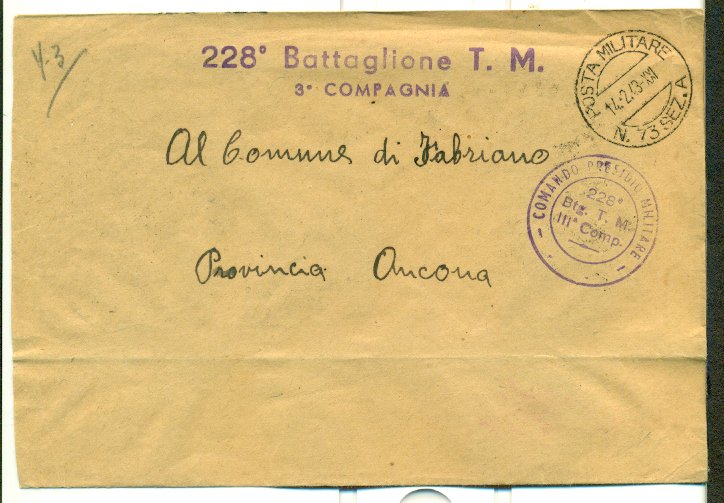 4-3
228° Battaglione T. M.
3ª COMPAGNIA
POSTA MILITARE
14.2.43-XXI
N. 73 SEZ. A
Al Comune di Fabriano
- COMANDO PRESIDIO MILITARE -
228°
Btg. T. M.
IIIª Comp.
Provincia Ancona